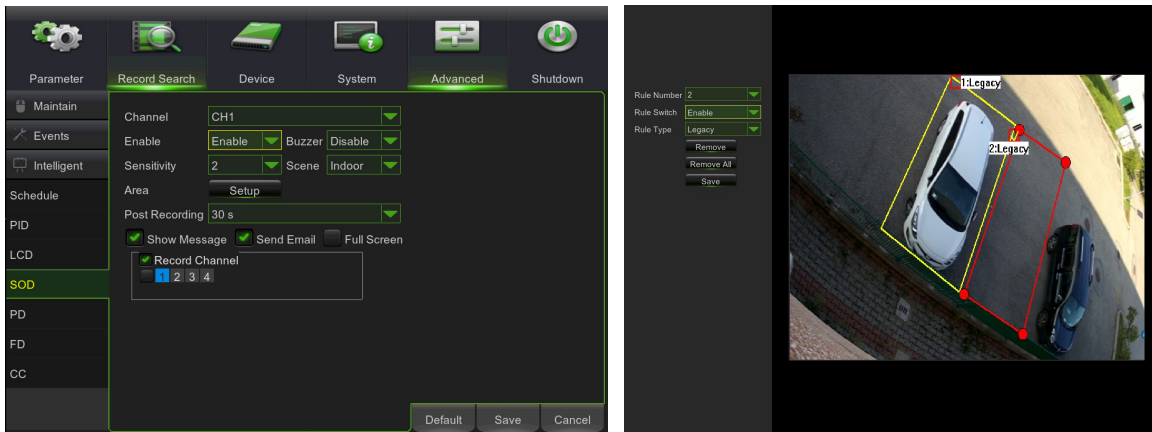 Parameter Record Search Device System Advanced Shutdown
Maintain
Events
Intelligent
Schedule
PID
LCD
SOD
PD
FD
CC
Channel CH1
Enable Enable Buzzer Disable
Sensitivity 2 Scene Indoor
Area Setup
Post Recording 30 s
Show Message Send Email Full Screen
Record Channel
1 2 3 4
Default Save Cancel
Rule Number 2
Rule Switch Enable
Rule Type Legacy
Remove
Remove All
Save
1:Legacy
2:Legacy